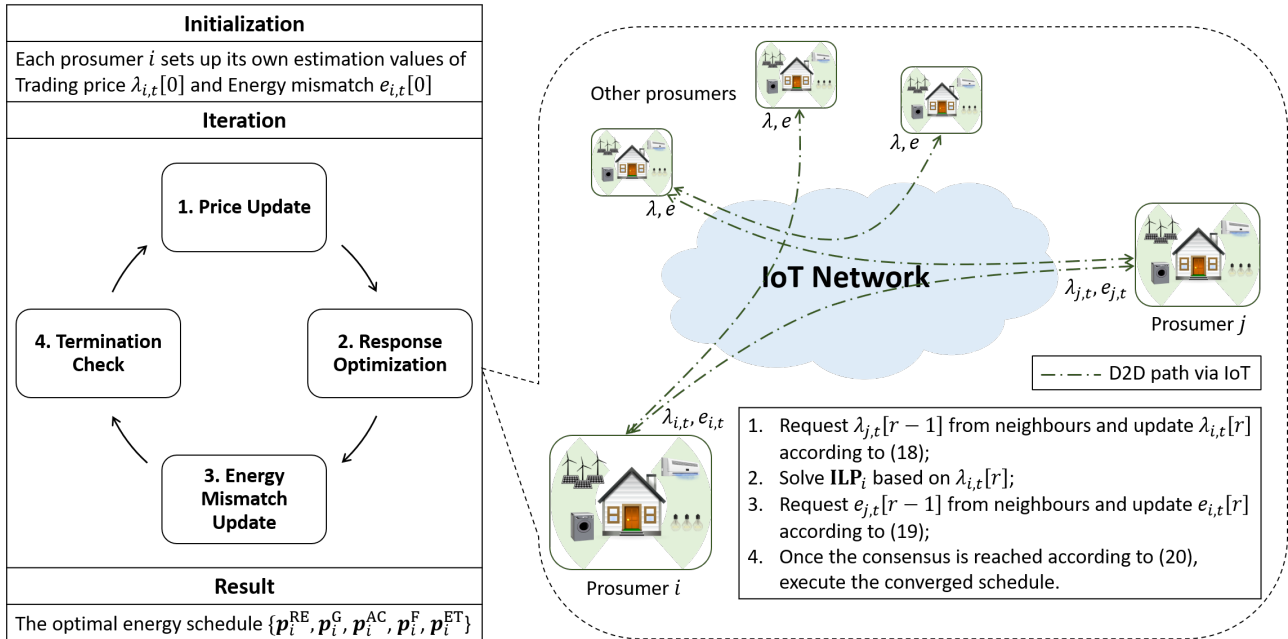 Initialization
Each prosumer i sets up its own estimation values of
Trading price λ_{i,t}[0] and Energy mismatch e_{i,t}[0]
Iteration
1. Price Update
2. Response
Optimization
3. Energy
Mismatch
Update
4. Termination
Check
Result
The optimal energy schedule {p_i^{RE}, p_i^{G}, p_i^{AC}, p_i^{F}, p_i^{ET}}
Other prosumers
λ, e
λ, e
λ, e
IoT Network
λ_{j,t}, e_{j,t}
Prosumer j
D2D path via IoT
λ_{i,t}, e_{i,t}
Prosumer i
1. Request λ_{j,t}[r − 1] from neighbours and update λ_{i,t}[r]
according to (18);
2. Solve ILP_i based on λ_{i,t}[r];
3. Request e_{j,t}[r − 1] from neighbours and update e_{i,t}[r]
according to (19);
4. Once the consensus is reached according to (20),
execute the converged schedule.